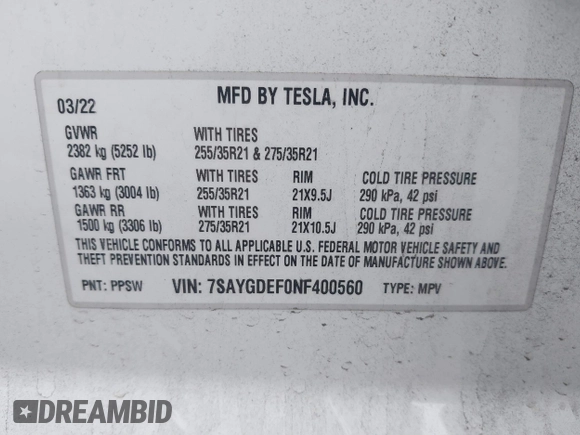 MFD BY TESLA, INC.
03/22
GVWR WITH TIRES
2382 kg (5252 lb) 255/35R21 & 275/35R21
GAWR FRT WITH TIRES RIM COLD TIRE PRESSURE
1363 kg (3004 lb) 255/35R21 21X9.5J 290 kPa, 42 psi
GAWR RR WITH TIRES RIM COLD TIRE PRESSURE
1500 kg (3306 lb) 275/35R21 21X10.5J 290 kPa, 42 psi
THIS VEHICLE CONFORMS TO ALL APPLICABLE U.S. FEDERAL MOTOR VEHICLE SAFETY AND
THEFT PREVENTION STANDARDS IN EFFECT ON THE DATE OF MANUFACTURE SHOWN ABOVE.
PNT: PPSW VIN: 7SAYGDEF0NF400560 TYPE: MPV
DREAMBID